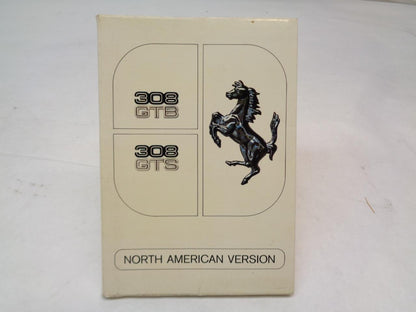 308
GTB
308
GTS
NORTH AMERICAN VERSION